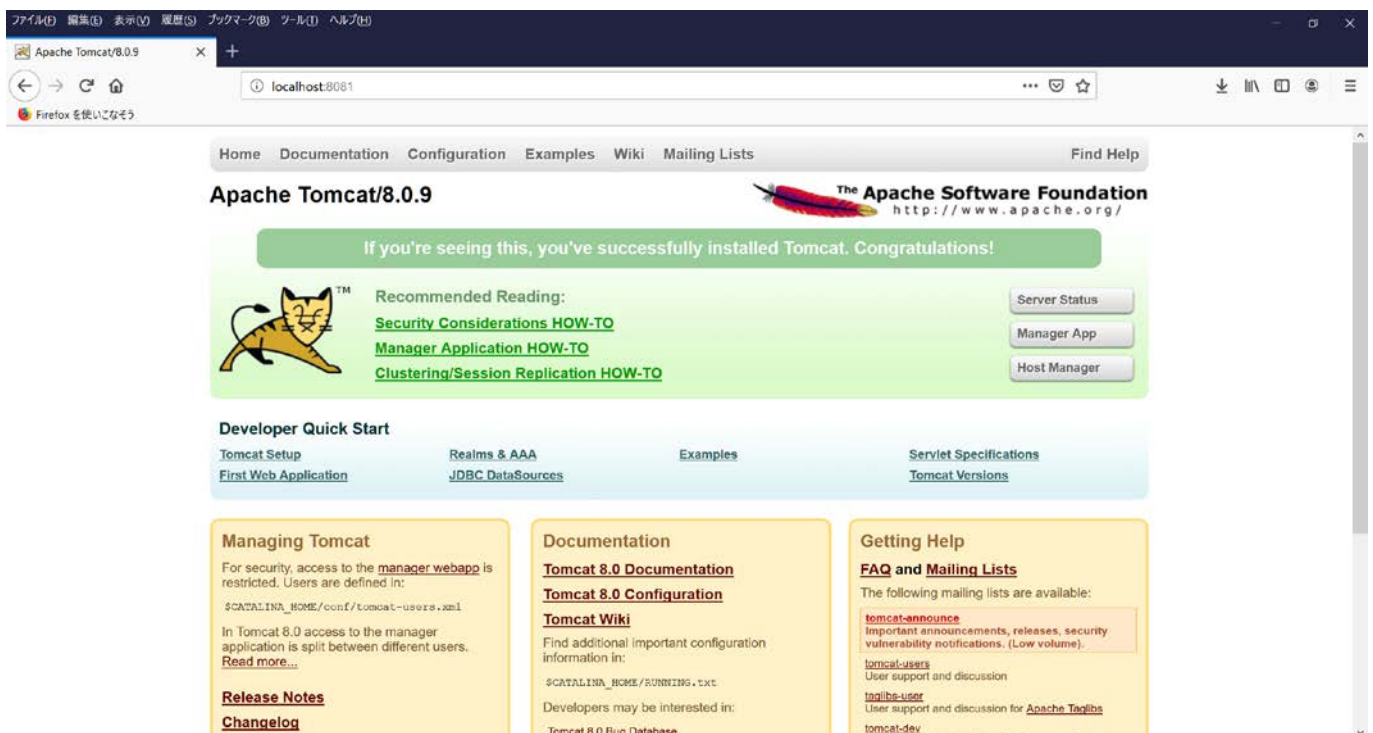 ファイル(F) 編集(E) 表示(V) 履歴(S) ブックマーク(B) ツール(T) ヘルプ(H)
Apache Tomcat/8.0.9
localhost:8081
Firefox を使いこなそう
Home Documentation Configuration Examples Wiki Mailing Lists Find Help
Apache Tomcat/8.0.9
The Apache Software Foundation
http://www.apache.org/
If you're seeing this, you've successfully installed Tomcat. Congratulations!
TM
Recommended Reading:
Security Considerations HOW-TO
Manager Application HOW-TO
Clustering/Session Replication HOW-TO
Server Status
Manager App
Host Manager
Developer Quick Start
Tomcat Setup
First Web Application
Realms & AAA
JDBC DataSources
Examples
Servlet Specifications
Tomcat Versions
Managing Tomcat
For security, access to the manager webapp is
restricted. Users are defined in:
$CATALINA_HOME/conf/tomcat-users.xml
In Tomcat 8.0 access to the manager
application is split between different users.
Read more...
Release Notes
Changelog
Documentation
Tomcat 8.0 Documentation
Tomcat 8.0 Configuration
Tomcat Wiki
Find additional important configuration
information in:
$CATALINA_HOME/RUNNING.txt
Developers may be interested in:
Tomcat 8.0 Bug Database
Getting Help
FAQ and Mailing Lists
The following mailing lists are available:
tomcat-announce
Important announcements, releases, security
vulnerability notifications. (Low volume).
tomcat-users
User support and discussion
taglibs-user
User support and discussion for Apache Taglibs
tomcat-dev